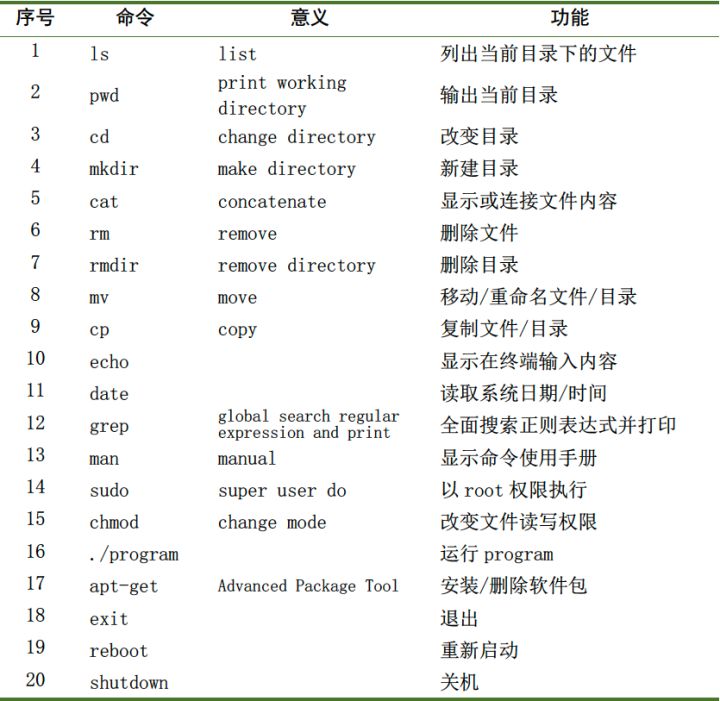 序号 命令 意义 功能
1 ls list 列出当前目录下的文件
2 pwd print working directory 输出当前目录
3 cd change directory 改变目录
4 mkdir make directory 新建目录
5 cat concatenate 显示或连接文件内容
6 rm remove 删除文件
7 rmdir remove directory 删除目录
8 mv move 移动/重命名文件/目录
9 cp copy 复制文件/目录
10 echo 显示在终端输入内容
11 date 读取系统日期/时间
12 grep global search regular expression and print 全面搜索正则表达式并打印
13 man manual 显示命令使用手册
14 sudo super user do 以 root 权限执行
15 chmod change mode 改变文件读写权限
16 ./program 运行 program
17 apt-get Advanced Package Tool 安装/删除软件包
18 exit 退出
19 reboot 重新启动
20 shutdown 关机